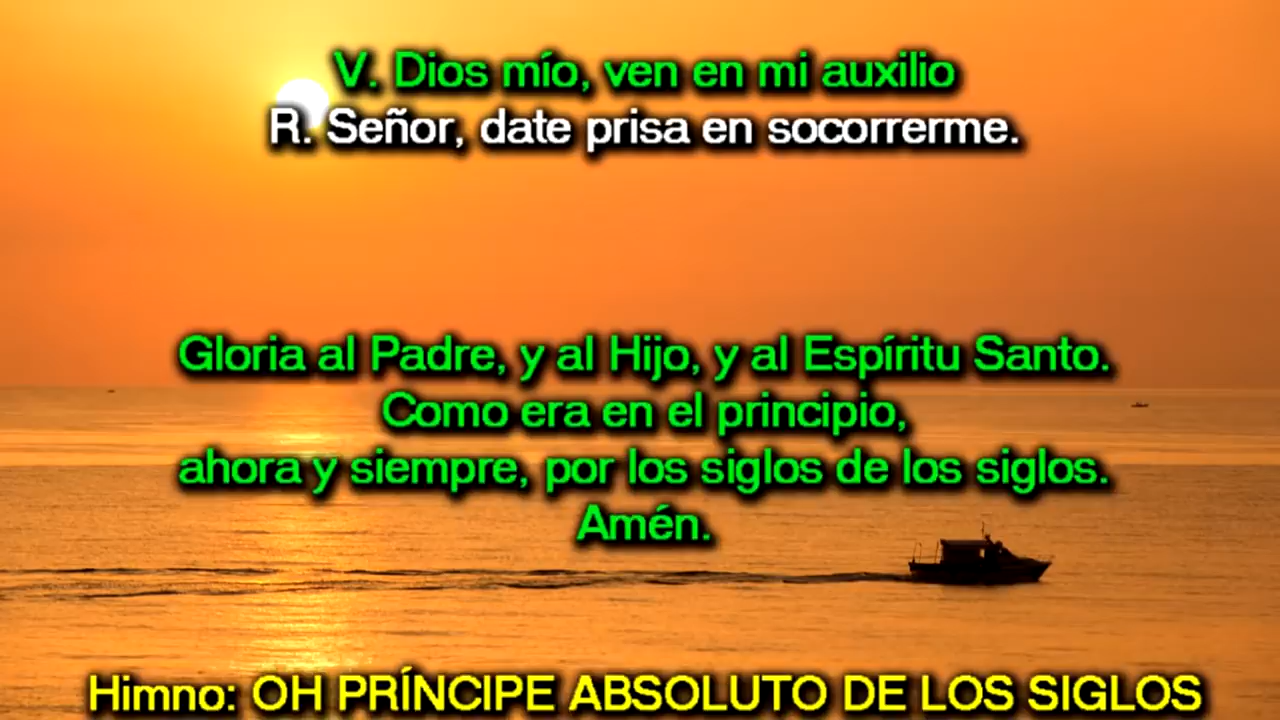 V. Dios mío, ven en mi auxilio
R. Señor, date prisa en socorrerme.
Gloria al Padre, y al Hijo, y al Espíritu Santo.
Como era en el principio,
ahora y siempre, por los siglos de los siglos.
Amén.
Himno: OH PRÍNCIPE ABSOLUTO DE LOS SIGLOS